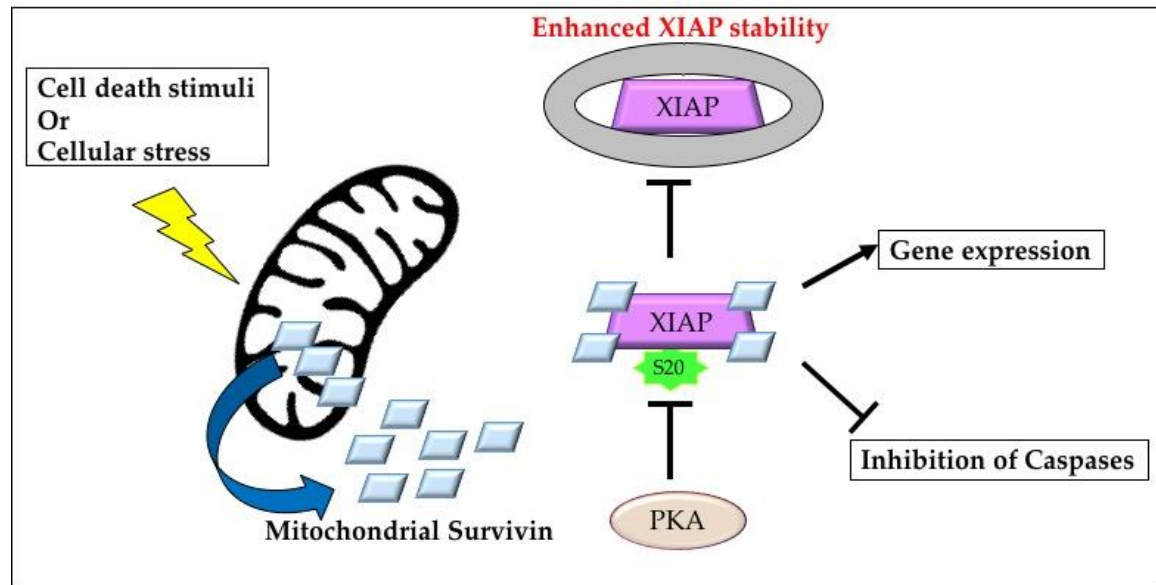 Enhanced XIAP stability
Cell death stimuli
Or
Cellular stress
XIAP
Gene expression
XIAP
S20
Inhibition of Caspases
PKA
Mitochondrial Survivin